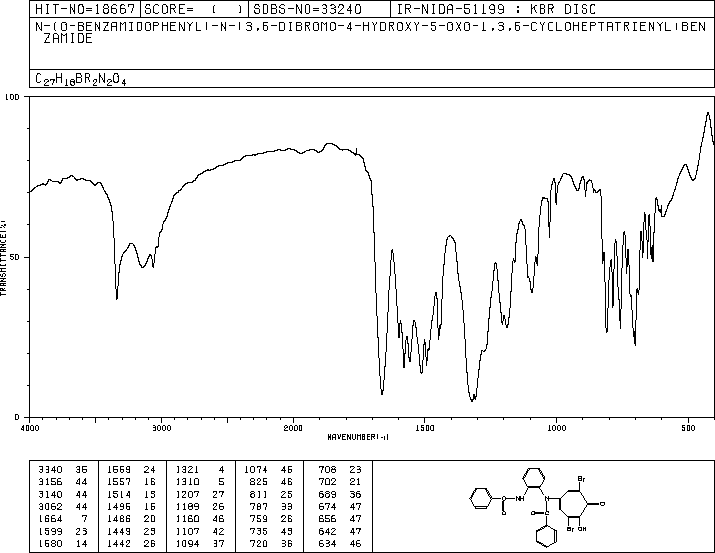 HIT-NO=18667 SCORE= ( ) SDBS-NO=33240 IR-NIDA-51199 : KBR DISC
N-(O-BENZAMIDOPHENYL)-N-(3,6-DIBROMO-4-HYDROXY-5-OXO-1,3,6-CYCLOHEPTATRIENYL)BEN
ZAMIDE
C27H18BR2N2O4
100
50
0
TRANSMITTANCE(%)
4000 3000 2000 1500 1000 500
WAVENUMBER(-1)
3340 36 1569 24 1321 4 1074 46 708 23
3156 44 1557 16 1310 5 825 46 702 21
3140 44 1514 15 1207 27 811 25 689 36
3062 44 1496 16 1189 26 787 33 674 47
1664 7 1486 20 1160 46 759 26 656 47
1599 23 1449 29 1107 42 735 49 642 47
1580 14 1442 26 1094 37 720 36 634 46
Br
NH N
O O
O
Br OH